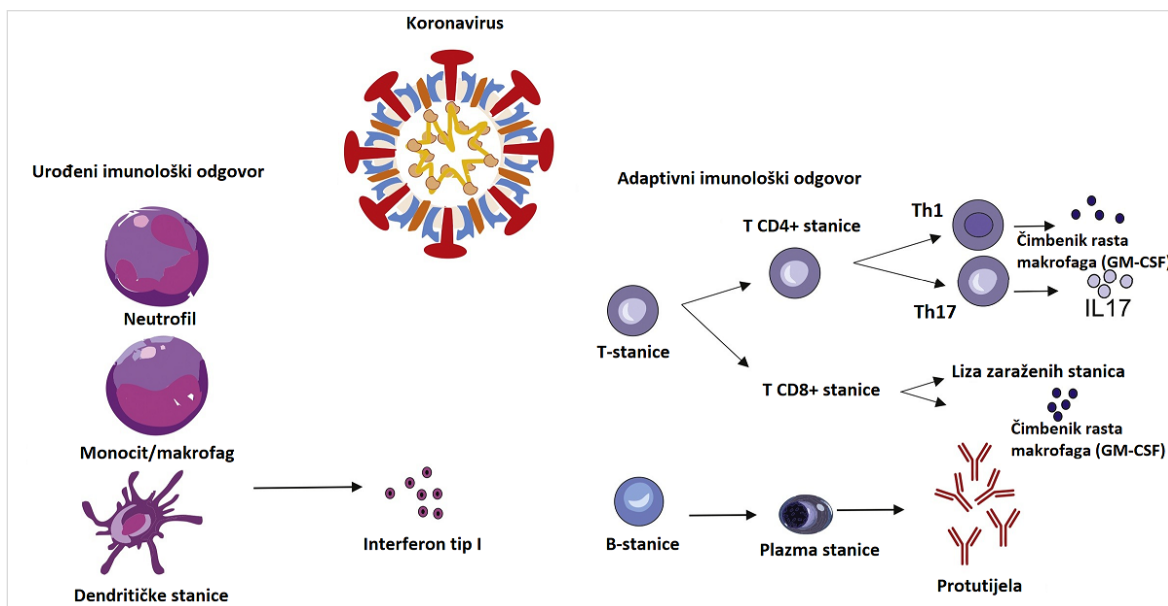 Koronavirus
Urođeni imunološki odgovor
Neutrofil
Monocit/makrofag
Dendritičke stanice
Interferon tip I
Adaptivni imunološki odgovor
T-stanice
T CD4+ stanice
Th1
Čimbenik rasta
makrofaga (GM-CSF)
Th17
IL17
T CD8+ stanice
Liza zaraženih stanica
Čimbenik rasta
makrofaga (GM-CSF)
B-stanice
Plazma stanice
Protutijela